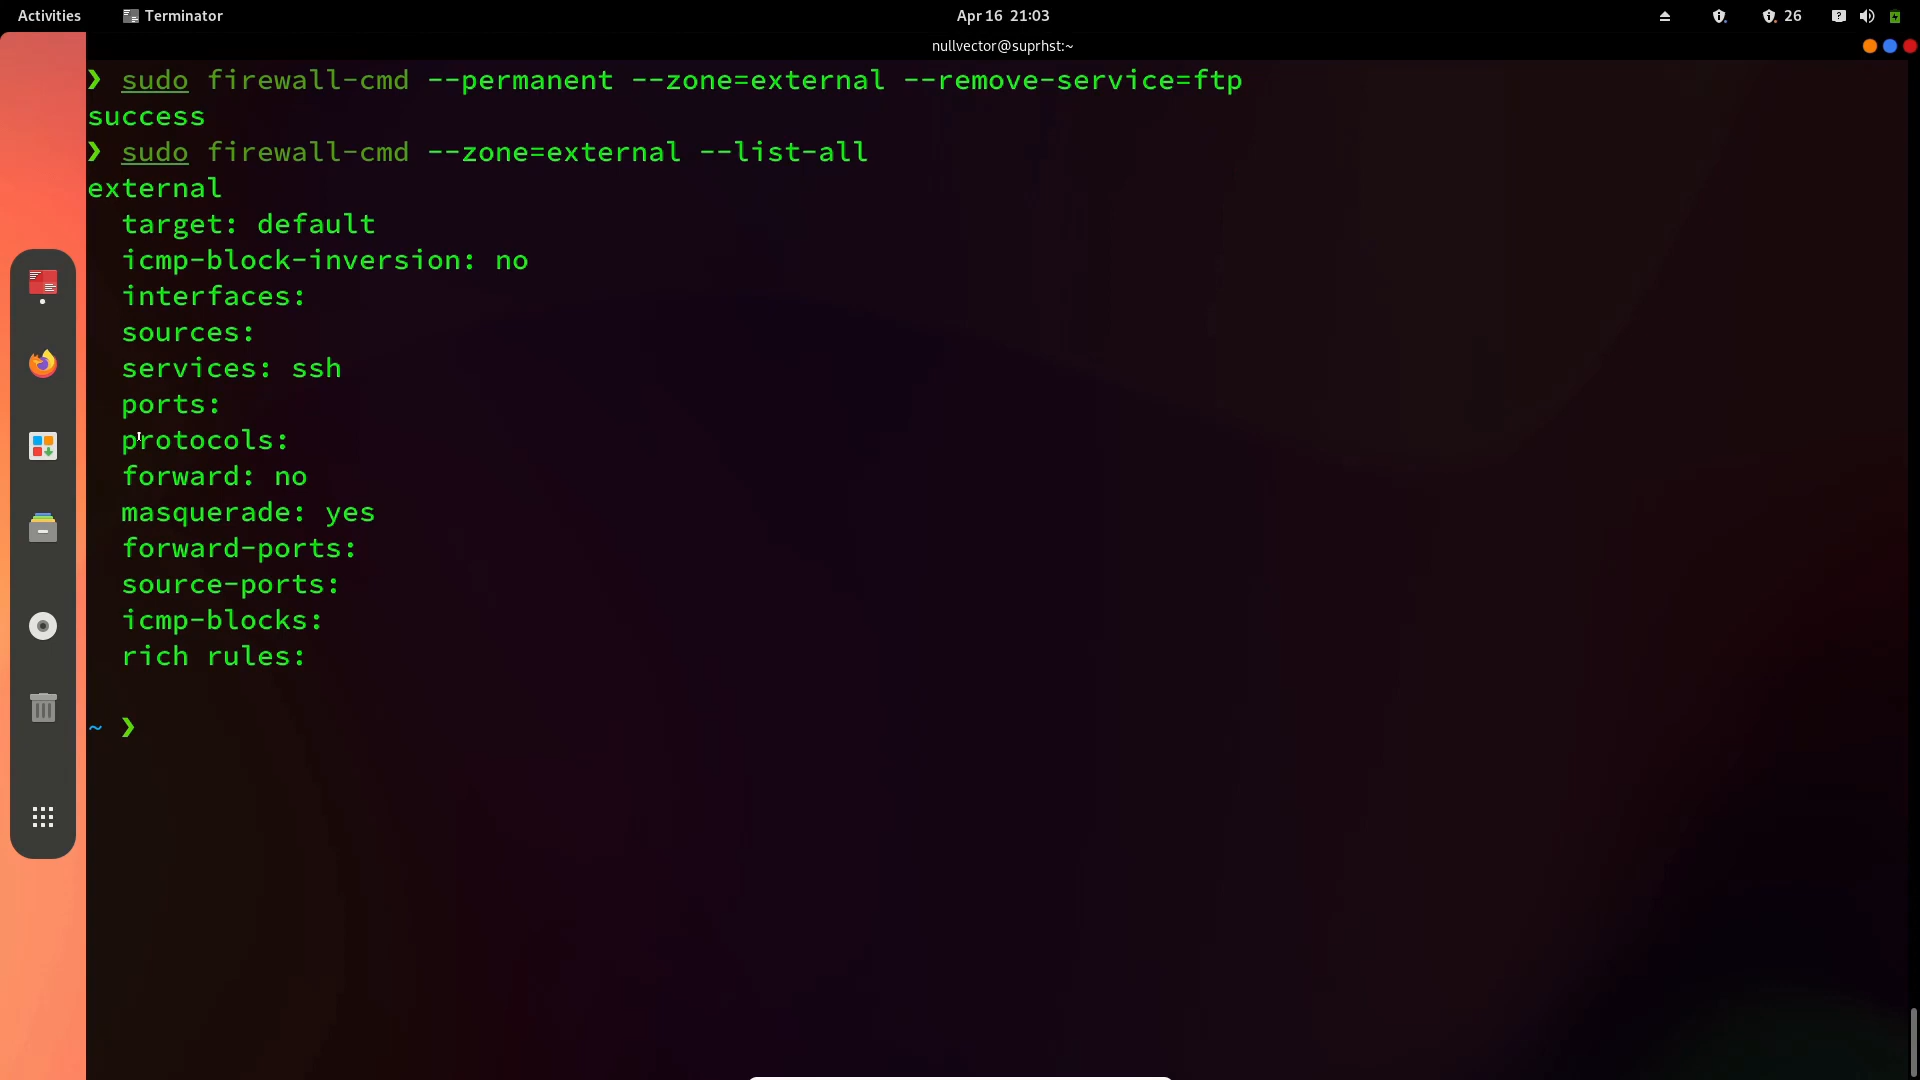 Activities Terminator Apr 16 21:03 26
nullvector@suprhst:~
❯ sudo firewall-cmd --permanent --zone=external --remove-service=ftp
success
❯ sudo firewall-cmd --zone=external --list-all
external
  target: default
  icmp-block-inversion: no
  interfaces:
  sources:
  services: ssh
  ports:
  protocols:
  forward: no
  masquerade: yes
  forward-ports:
  source-ports:
  icmp-blocks:
  rich rules:
~ ❯